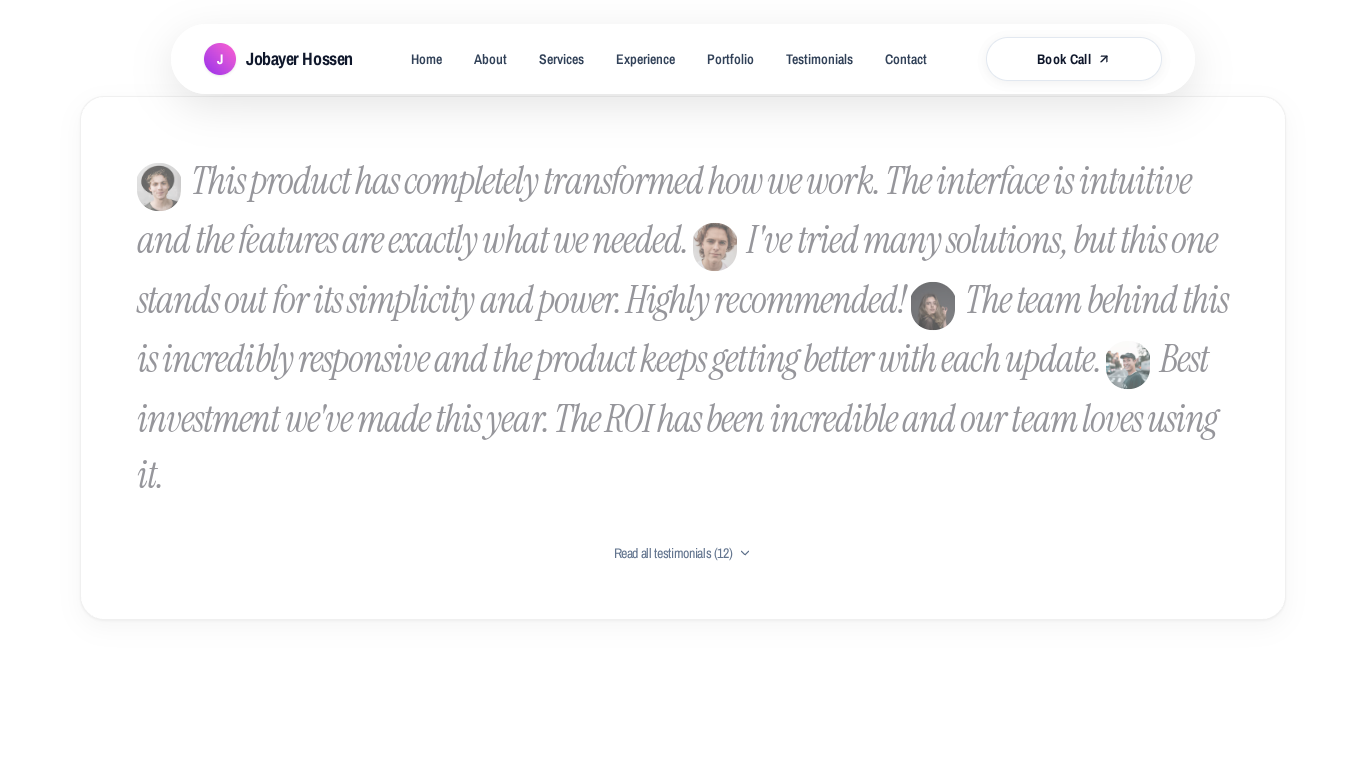 J Jobayer Hossen Home About Services Experience Portfolio Testimonials Contact Book Call
This product has completely transformed how we work. The interface is intuitive
and the features are exactly what we needed. I've tried many solutions, but this one
stands out for its simplicity and power. Highly recommended! The team behind this
is incredibly responsive and the product keeps getting better with each update. Best
investment we've made this year. The ROI has been incredible and our team loves using
it.
Read all testimonials (12)